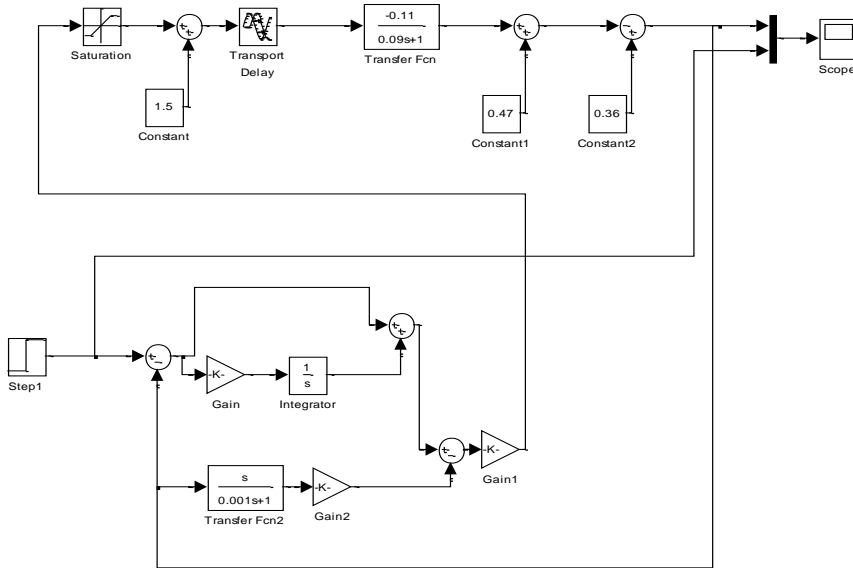 -0.11
0.09s+1
Saturation
Transport
Delay
Transfer Fcn
Scope
1.5
0.47
0.36
Constant
Constant1
Constant2
Step1
-K-
1
s
Gain
Integrator
-K-
Gain1
s
0.001s+1
-K-
Transfer Fcn2
Gain2